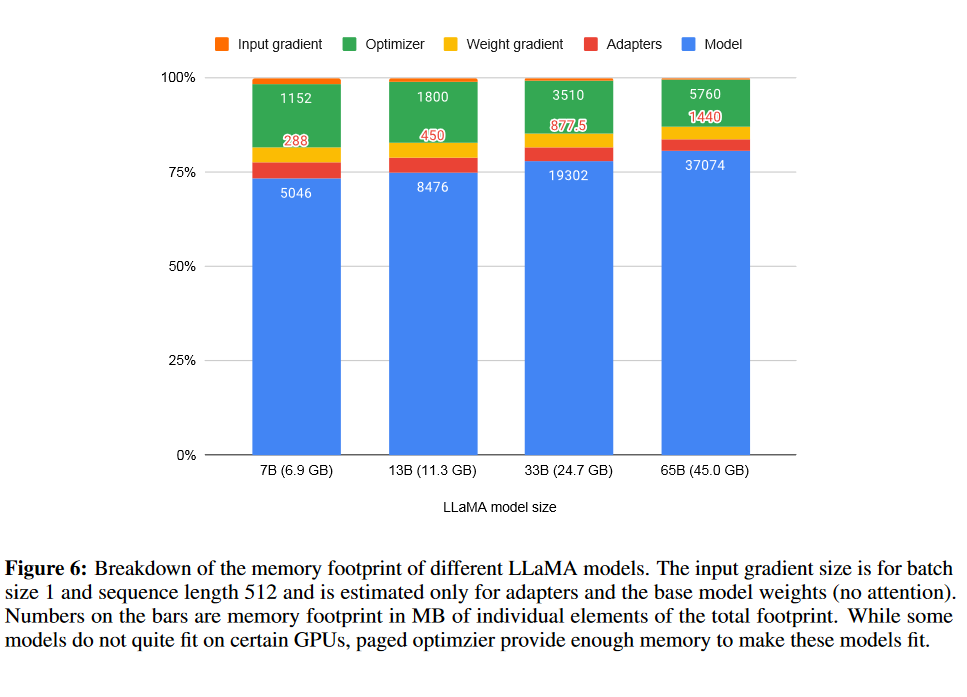 Input gradient Optimizer Weight gradient Adapters Model
100%
1152 1800 3510 5760
288 450 877.5 1440
75%
5046 8476 19302 37074
50%
25%
0%
7B (6.9 GB) 13B (11.3 GB) 33B (24.7 GB) 65B (45.0 GB)
LLaMA model size
Figure 6: Breakdown of the memory footprint of different LLaMA models. The input gradient size is for batch
size 1 and sequence length 512 and is estimated only for adapters and the base model weights (no attention).
Numbers on the bars are memory footprint in MB of individual elements of the total footprint. While some
models do not quite fit on certain GPUs, paged optimzier provide enough memory to make these models fit.